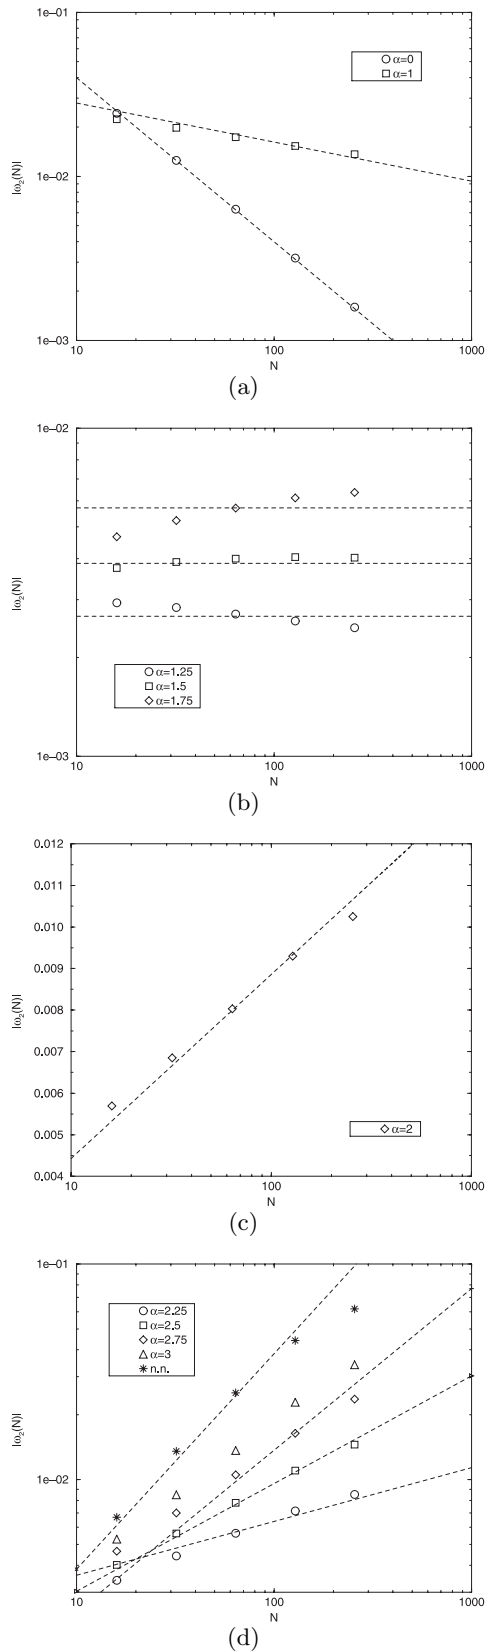 1e−01
α=0
α=1
|ω₂(N)|
1e−02
1e−03
10
100
1000
N
(a)
1e−02
|ω₂(N)|
α=1.25
α=1.5
α=1.75
1e−03
10
100
1000
N
(b)
0.012
0.011
0.010
0.009
|ω₂(N)|
0.008
0.007
0.006
0.005
α=2
0.004
10
100
1000
N
(c)
1e−01
α=2.25
α=2.5
α=2.75
α=3
n.n.
|ω₂(N)|
1e−02
10
100
1000
N
(d)